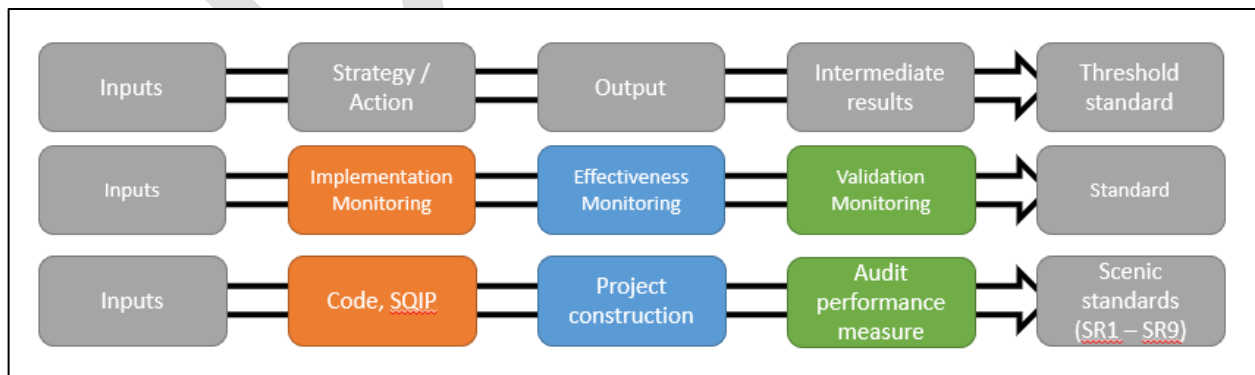 Inputs
Strategy /
Action
Output
Intermediate
results
Threshold
standard
Inputs
Implementation
Monitoring
Effectiveness
Monitoring
Validation
Monitoring
Standard
Inputs
Code, SQIP
Project
construction
Audit
performance
measure
Scenic
standards
(SR1 – SR9)